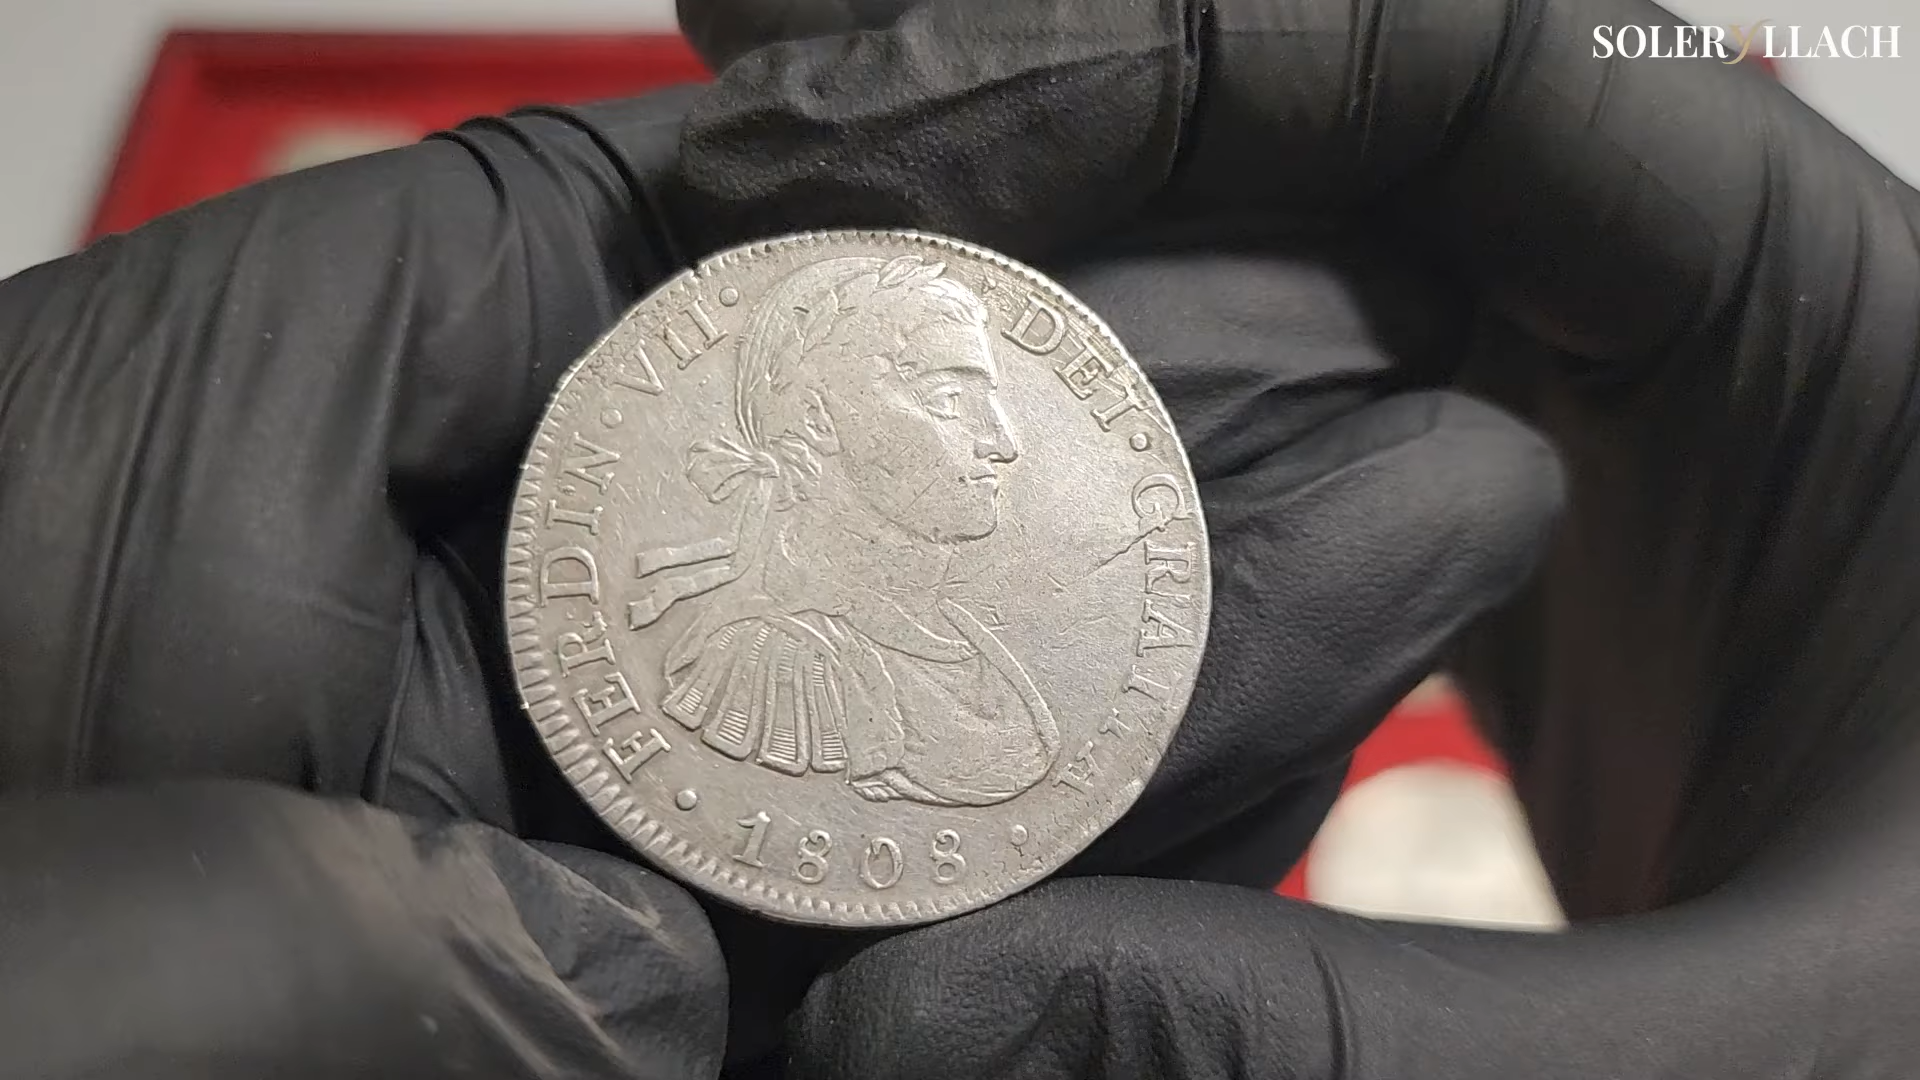 SOLER Y LLACH
FERDIN · VII · DEI · GRATIA
· 1808 ·